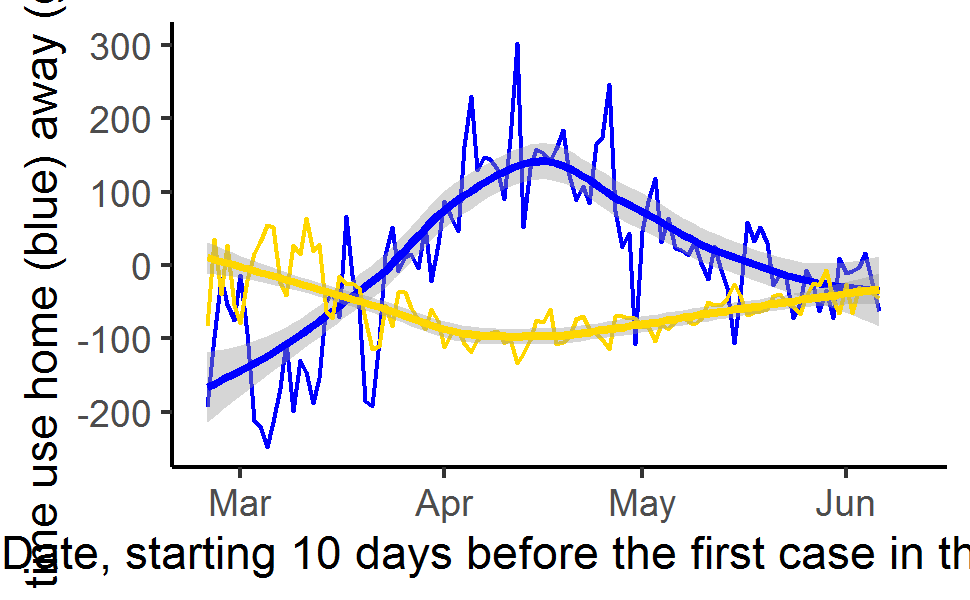 time use home (blue) away (
300
200
100
0
-100
-200
Mar Apr May Jun
Date, starting 10 days before the first case in th